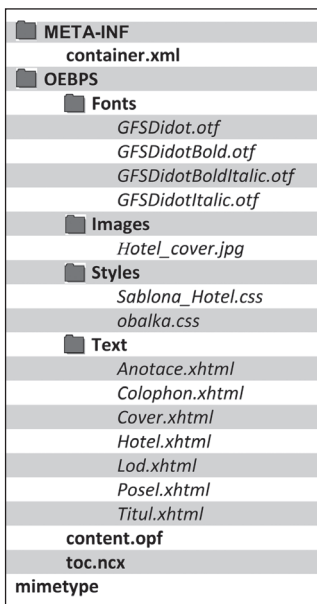 META-INF
container.xml
OEBPS
Fonts
GFSDidot.otf
GFSDidotBold.otf
GFSDidotBoldItalic.otf
GFSDidotItalic.otf
Images
Hotel_cover.jpg
Styles
Sablona_Hotel.css
obalka.css
Text
Anotace.xhtml
Colophon.xhtml
Cover.xhtml
Hotel.xhtml
Lod.xhtml
Posel.xhtml
Titul.xhtml
content.opf
toc.ncx
mimetype